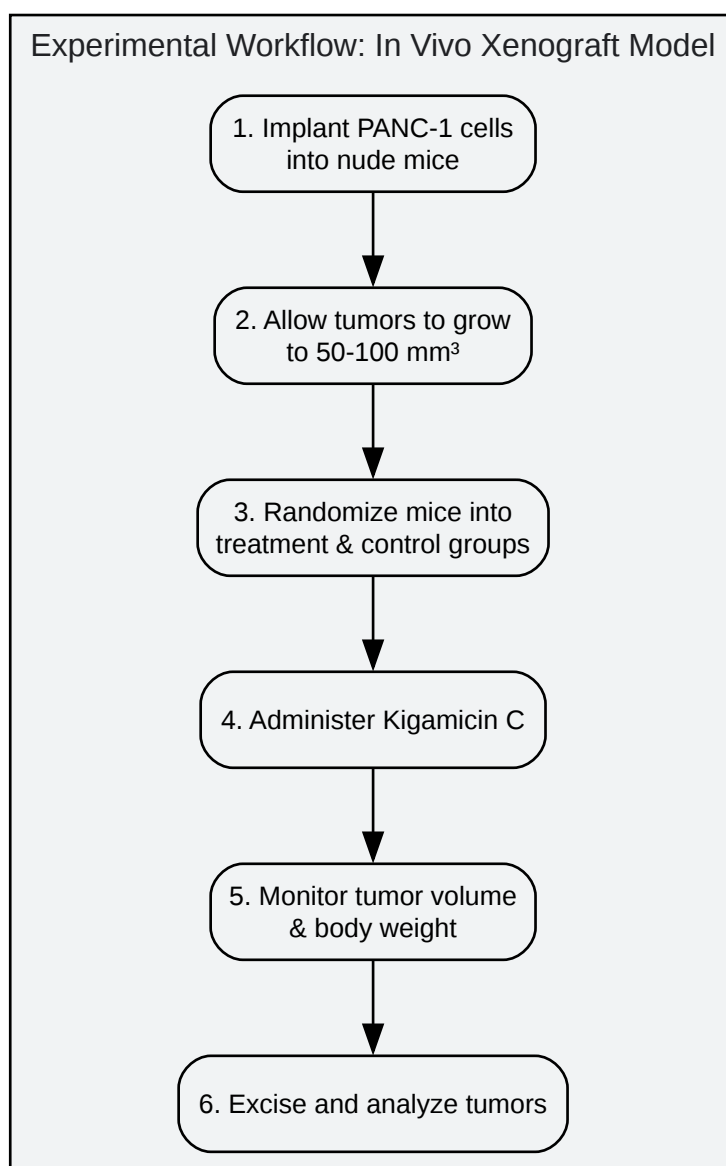 Experimental Workflow: In Vivo Xenograft Model
1. Implant PANC-1 cells
into nude mice
2. Allow tumors to grow
to 50-100 mm³
3. Randomize mice into
treatment & control groups
4. Administer Kigamicin C
5. Monitor tumor volume
& body weight
6. Excise and analyze tumors